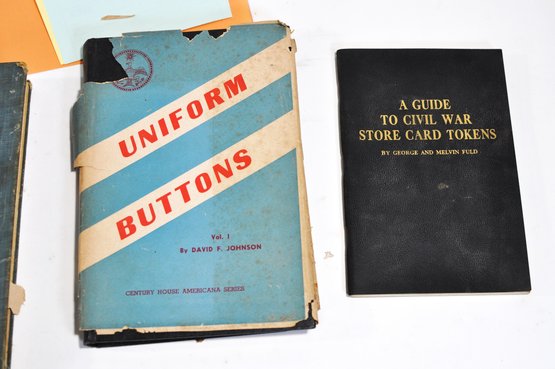 UNIFORM
BUTTONS
Vol. 1
By DAVID F. JOHNSON
CENTURY HOUSE AMERICANA SERIES
A GUIDE
TO CIVIL WAR
STORE CARD TOKENS
BY GEORGE AND MELVIN FULD